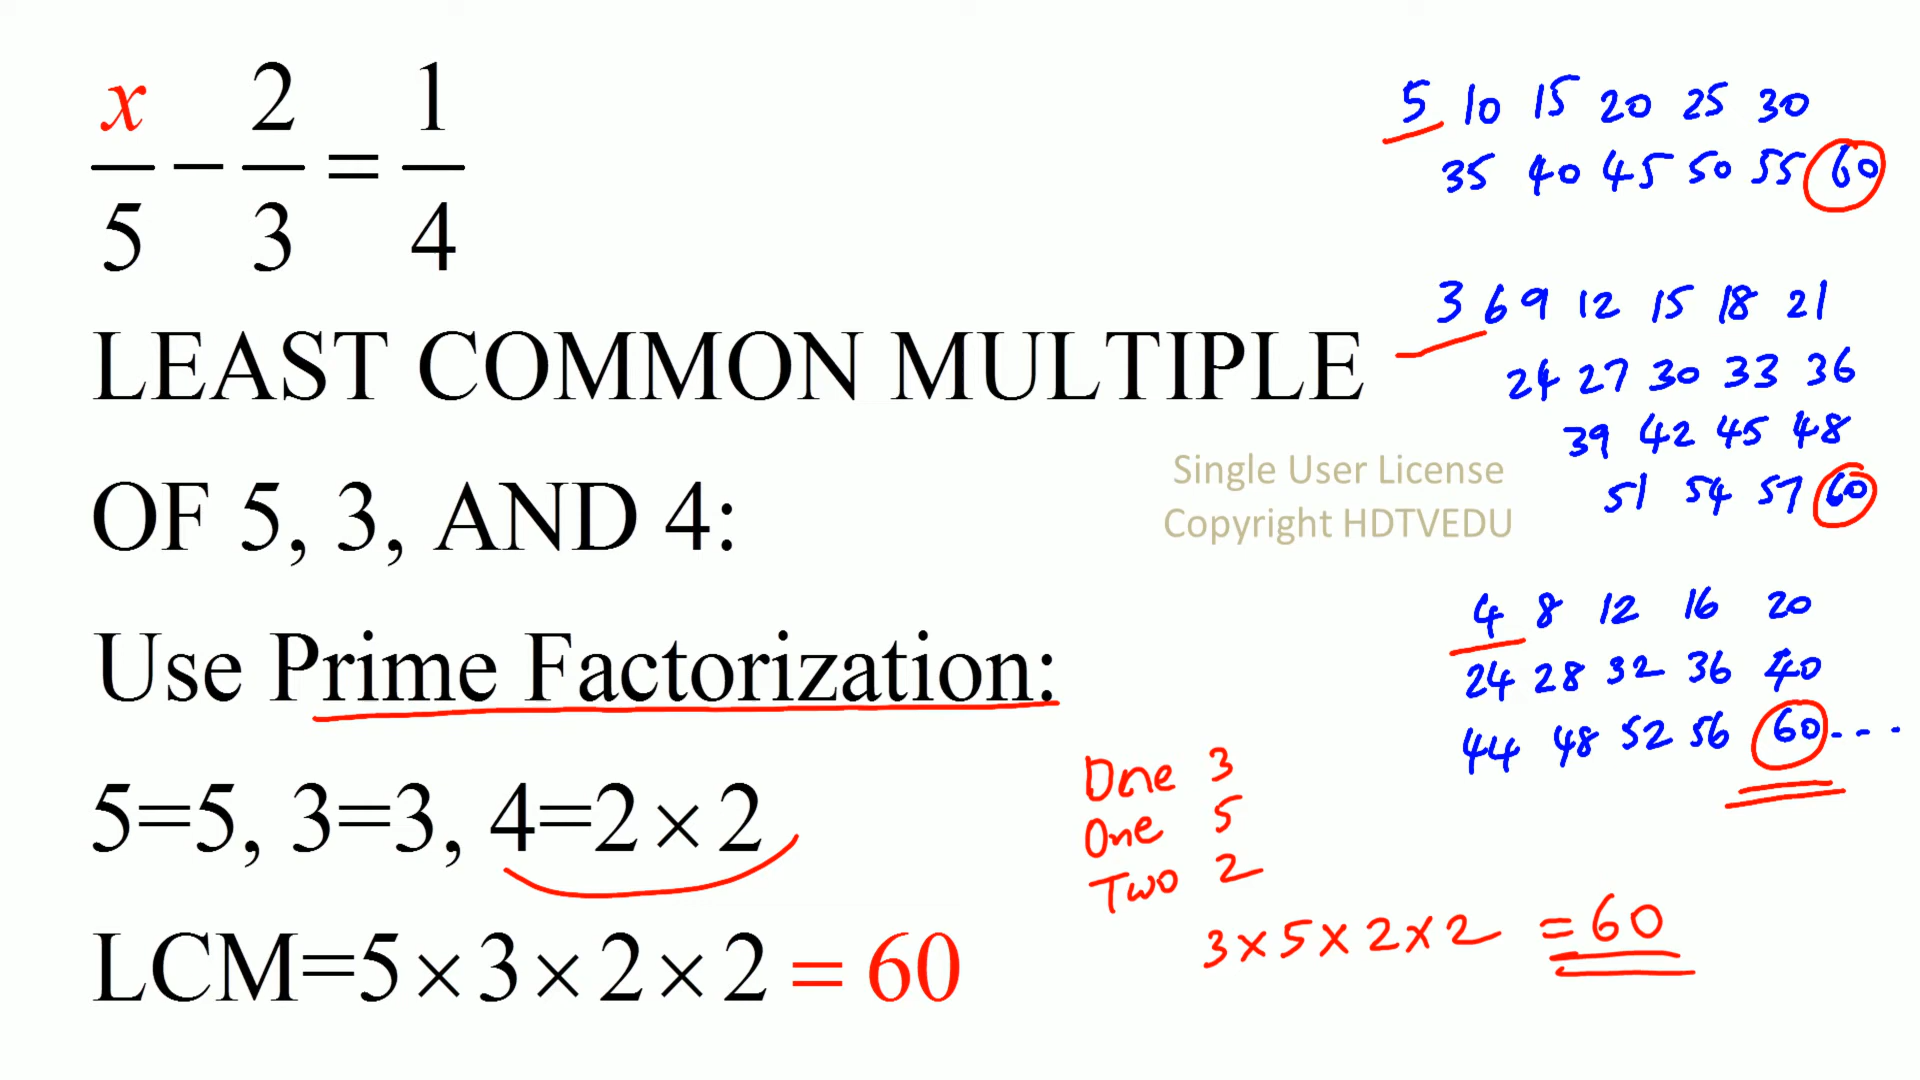 x/5 − 2/3 = 1/4
LEAST COMMON MULTIPLE
OF 5, 3, AND 4:
Use Prime Factorization:
5=5, 3=3, 4=2×2
LCM=5×3×2×2 = 60
5 10 15 20 25 30
35 40 45 50 55 60
3 6 9 12 15 18 21
24 27 30 33 36
39 42 45 48
51 54 57 60
Single User License
Copyright HDTVEDU
4 8 12 16 20
24 28 32 36 40
44 48 52 56 60 ....
One 3
One 5
Two 2
3×5×2×2 = 60